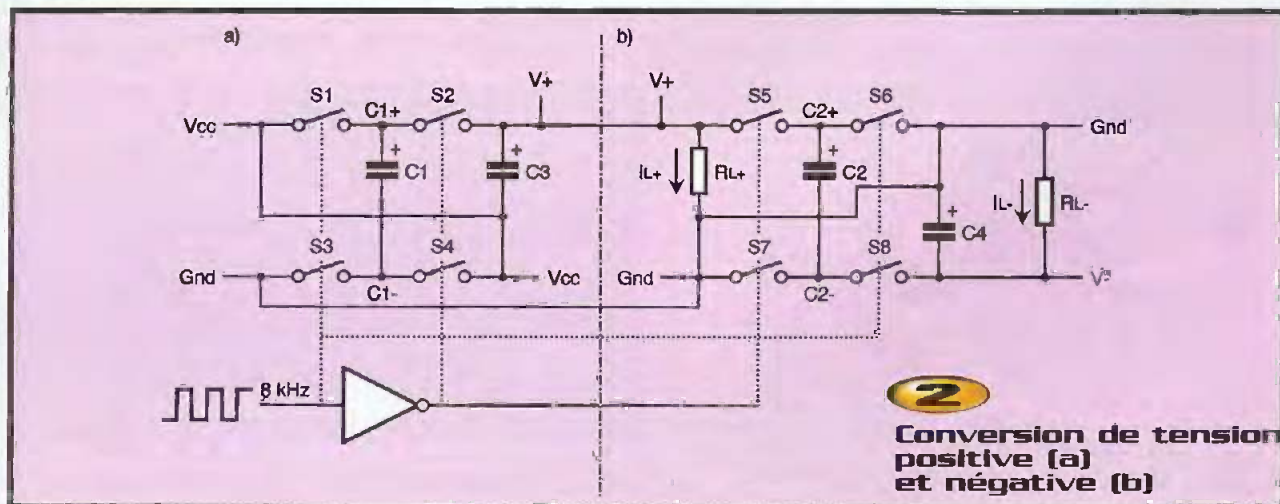 a)
b)
V+
V+
S1
C1+
S2
S5
C2+
S6
Vcc
Gnd
+
C1
+
C3
IL+
RL+
+
C2
IL-
RL-
+
C4
S3
S4
S7
S8
Gnd
C1-
Vcc
Gnd
C2-
8 kHz
2
Conversion de tension
positive (a)
et négative (b)